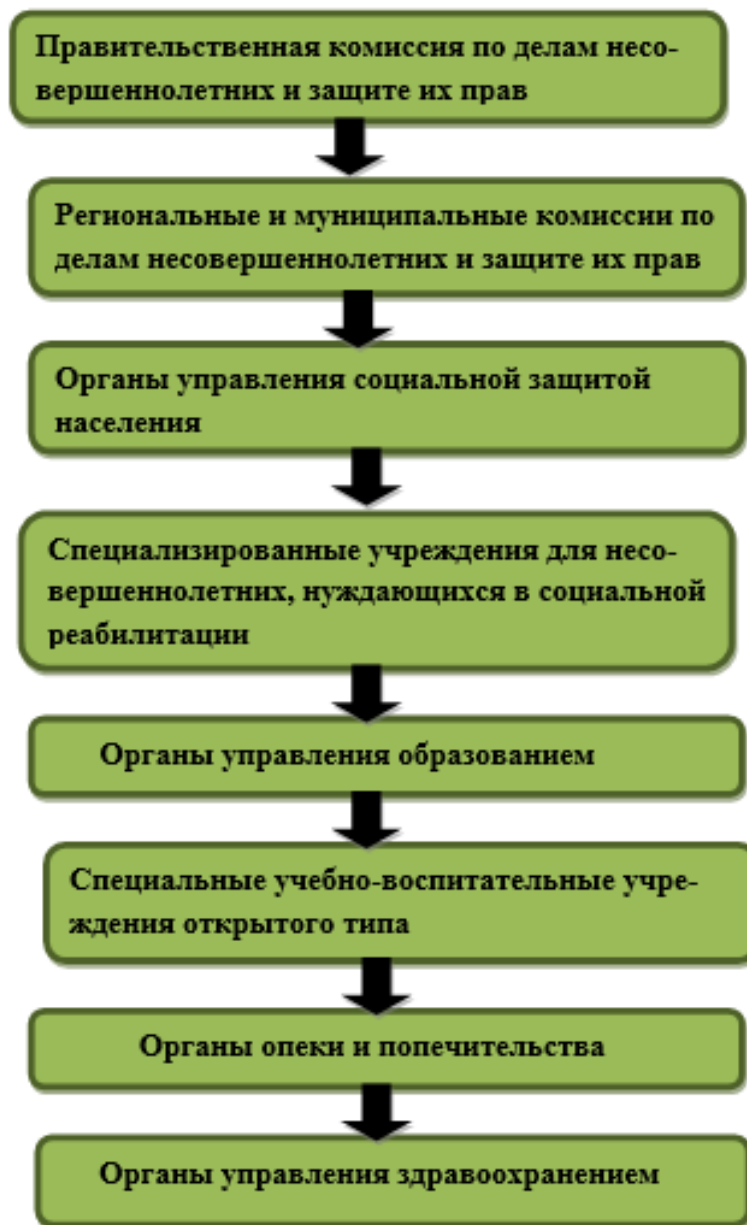 Правительственная комиссия по делам несо-
вершеннолетних и защите их прав
Региональные и муниципальные комиссии по
делам несовершеннолетних и защите их прав
Органы управления социальной защитой
населения
Специализированные учреждения для несо-
вершеннолетних, нуждающихся в социальной
реабилитации
Органы управления образованием
Специальные учебно-воспитательные учре-
ждения открытого типа
Органы опеки и попечительства
Органы управления здравоохранением